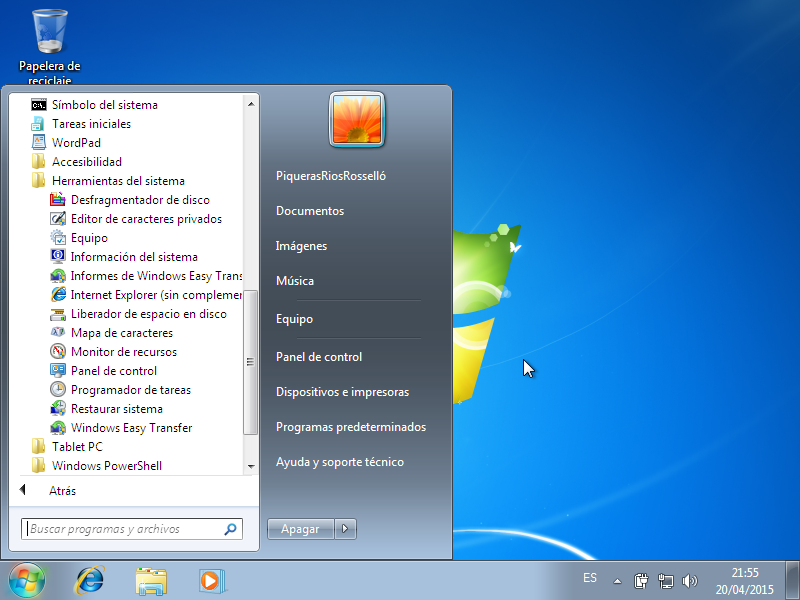 Papelera de
reciclaje
Símbolo del sistema
Tareas iniciales
WordPad
Accesibilidad
Herramientas del sistema
Desfragmentador de disco
Editor de caracteres privados
Equipo
Información del sistema
Informes de Windows Easy Trans
Internet Explorer (sin complemen
Liberador de espacio en disco
Mapa de caracteres
Monitor de recursos
Panel de control
Programador de tareas
Restaurar sistema
Windows Easy Transfer
Tablet PC
Windows PowerShell
Atrás
Buscar programas y archivos
PiquerasRiosRosselló
Documentos
Imágenes
Música
Equipo
Panel de control
Dispositivos e impresoras
Programas predeterminados
Ayuda y soporte técnico
Apagar
ES
21:55
20/04/2015